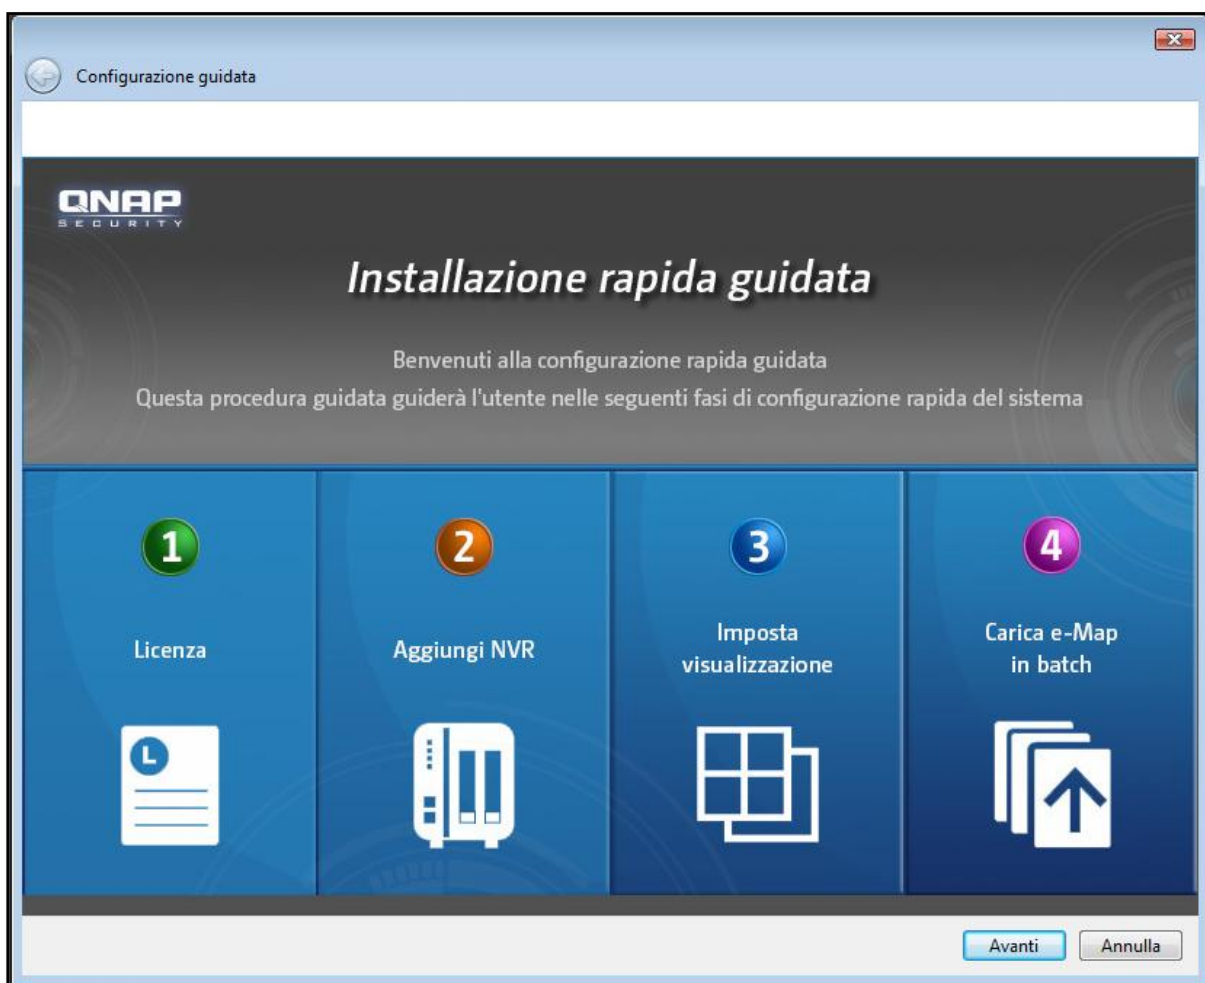 Configurazione guidata
QNAP
SECURITY
Installazione rapida guidata
Benvenuti alla configurazione rapida guidata
Questa procedura guidata guiderà l'utente nelle seguenti fasi di configurazione rapida del sistema
1
Licenza
L
2
Aggiungi NVR
3
Imposta
visualizzazione
4
Carica e-Map
in batch
Avanti
Annulla